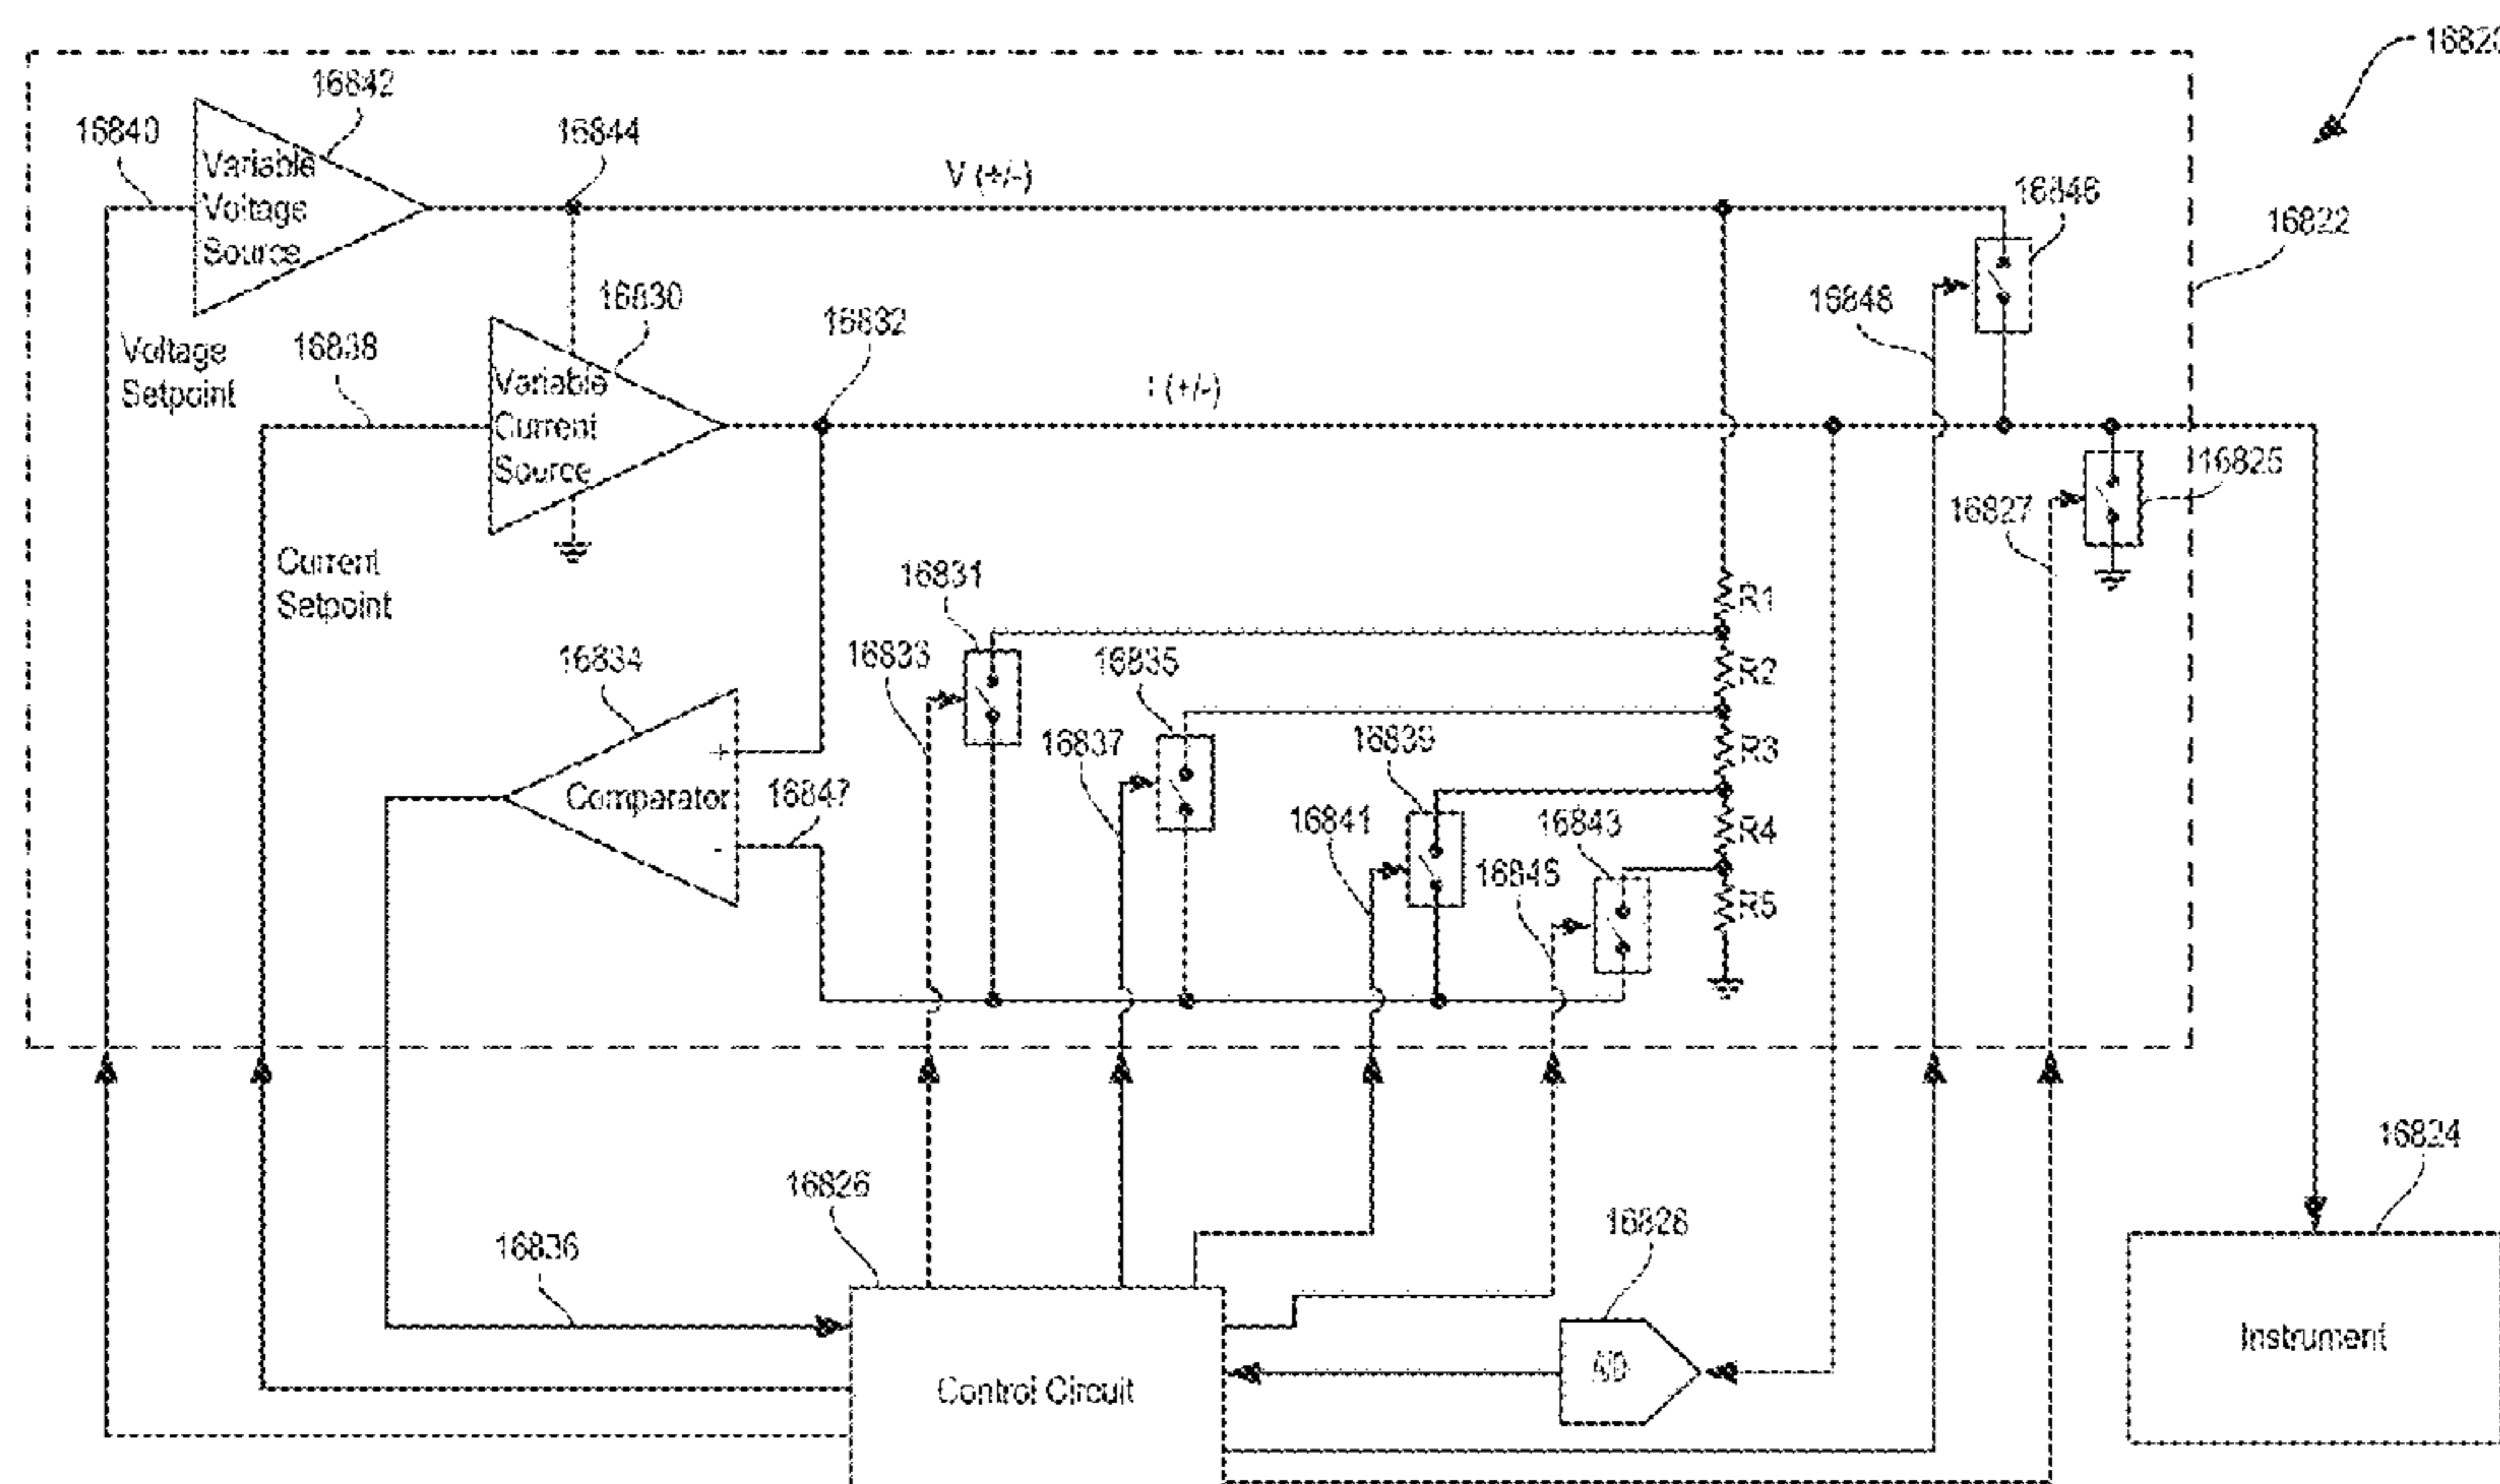 16820
16842
16840
16844
Variable
Voltage
Source
V (+/-)
16846
16822
16830
16832
16848
Voltage
Setpoint
16838
Variable
Current
Source
I (+/-)
16825
16827
Current
Setpoint
16831
R1
16834
16833
16835
R2
16837
16839
R3
+
Comparator
16847
16841
16843
R4
-
16845
R5
16824
16826
16828
16836
A/D
Instrument
Control Circuit